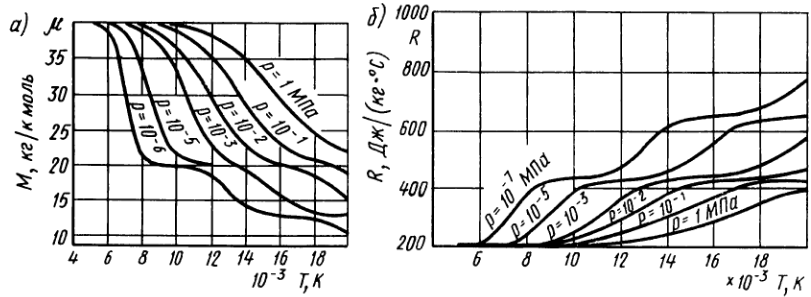 а) μ
М, кг/к моль
35
30
25
20
15
10
4 6 8 10 12 14 16 18
10⁻³ T, K
p=10⁻⁶
p=10⁻⁵
p=10⁻³
p=10⁻²
p=10⁻¹
p=1 МПа
б) 1000
R
R, Дж/(кг·°С)
800
600
400
200
6 8 10 12 14 16 18
×10⁻³ T, K
p=10⁻⁷ МПа
p=10⁻⁵
p=10⁻³
p=10⁻²
p=10⁻¹
p=1 МПа